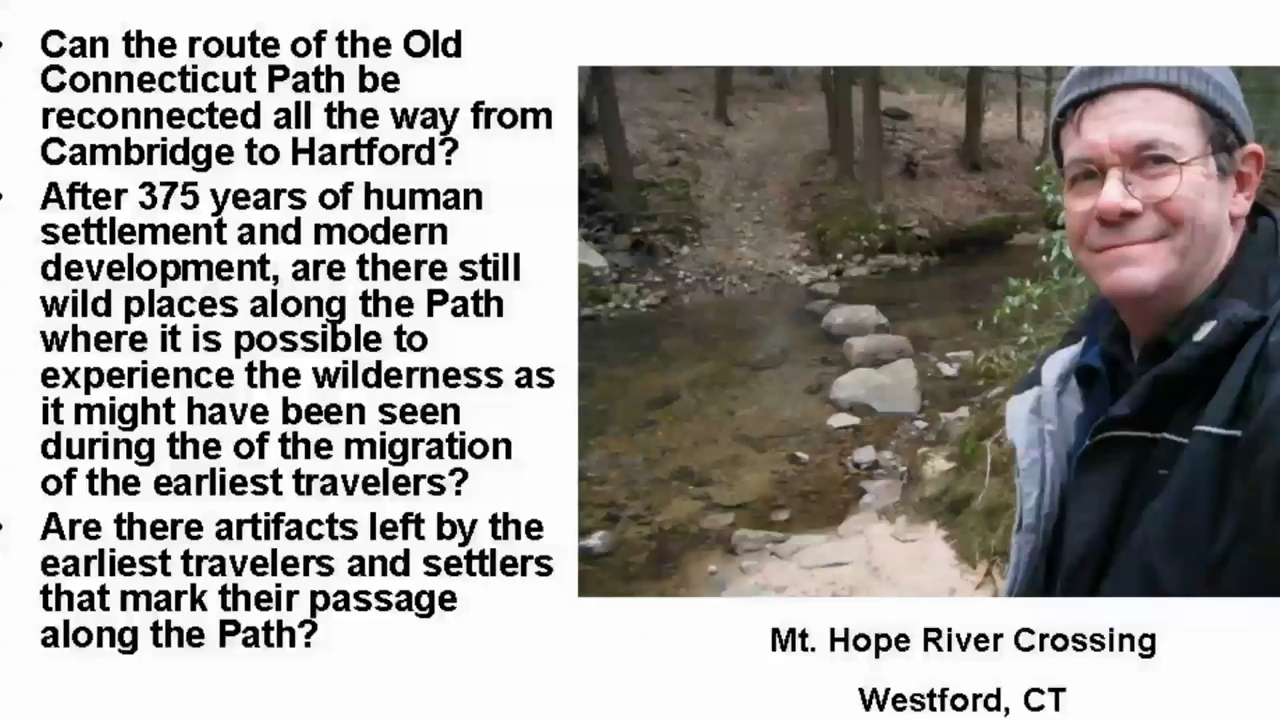 Can the route of the Old
Connecticut Path be
reconnected all the way from
Cambridge to Hartford?
After 375 years of human
settlement and modern
development, are there still
wild places along the Path
where it is possible to
experience the wilderness as
it might have been seen
during the of the migration
of the earliest travelers?
Are there artifacts left by the
earliest travelers and settlers
that mark their passage
along the Path?
Mt. Hope River Crossing
Westford, CT